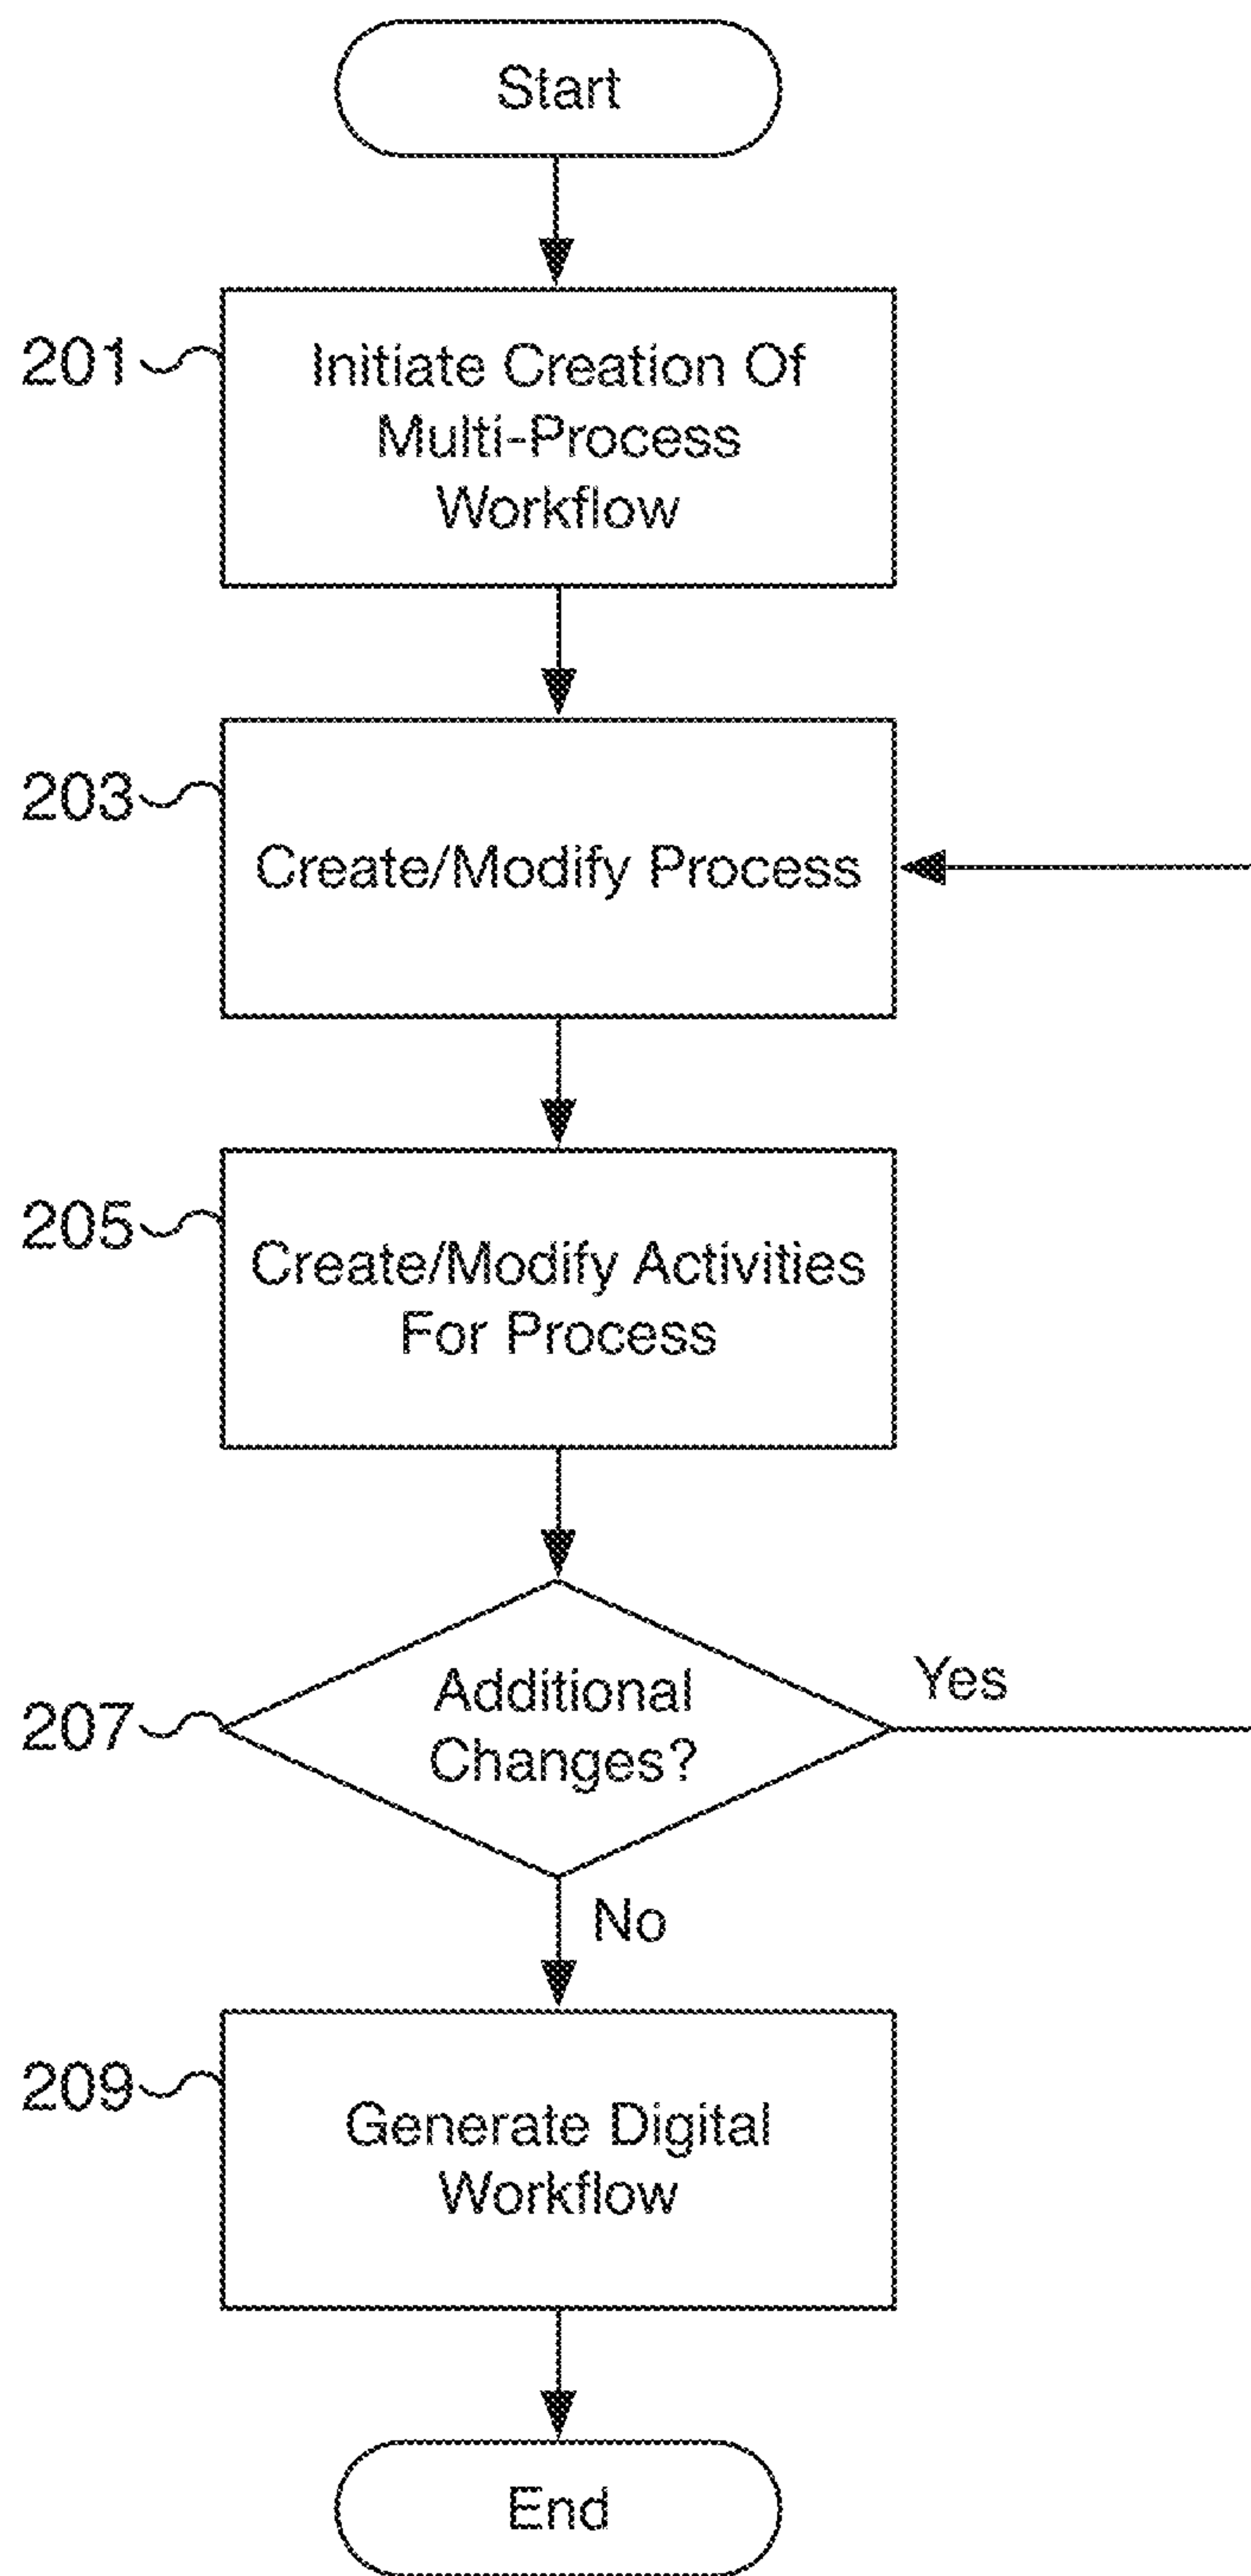 Start
201
Initiate Creation Of
Multi-Process
Workflow
203
Create/Modify Process
205
Create/Modify Activities
For Process
207
Additional
Changes?
Yes
No
209
Generate Digital
Workflow
End